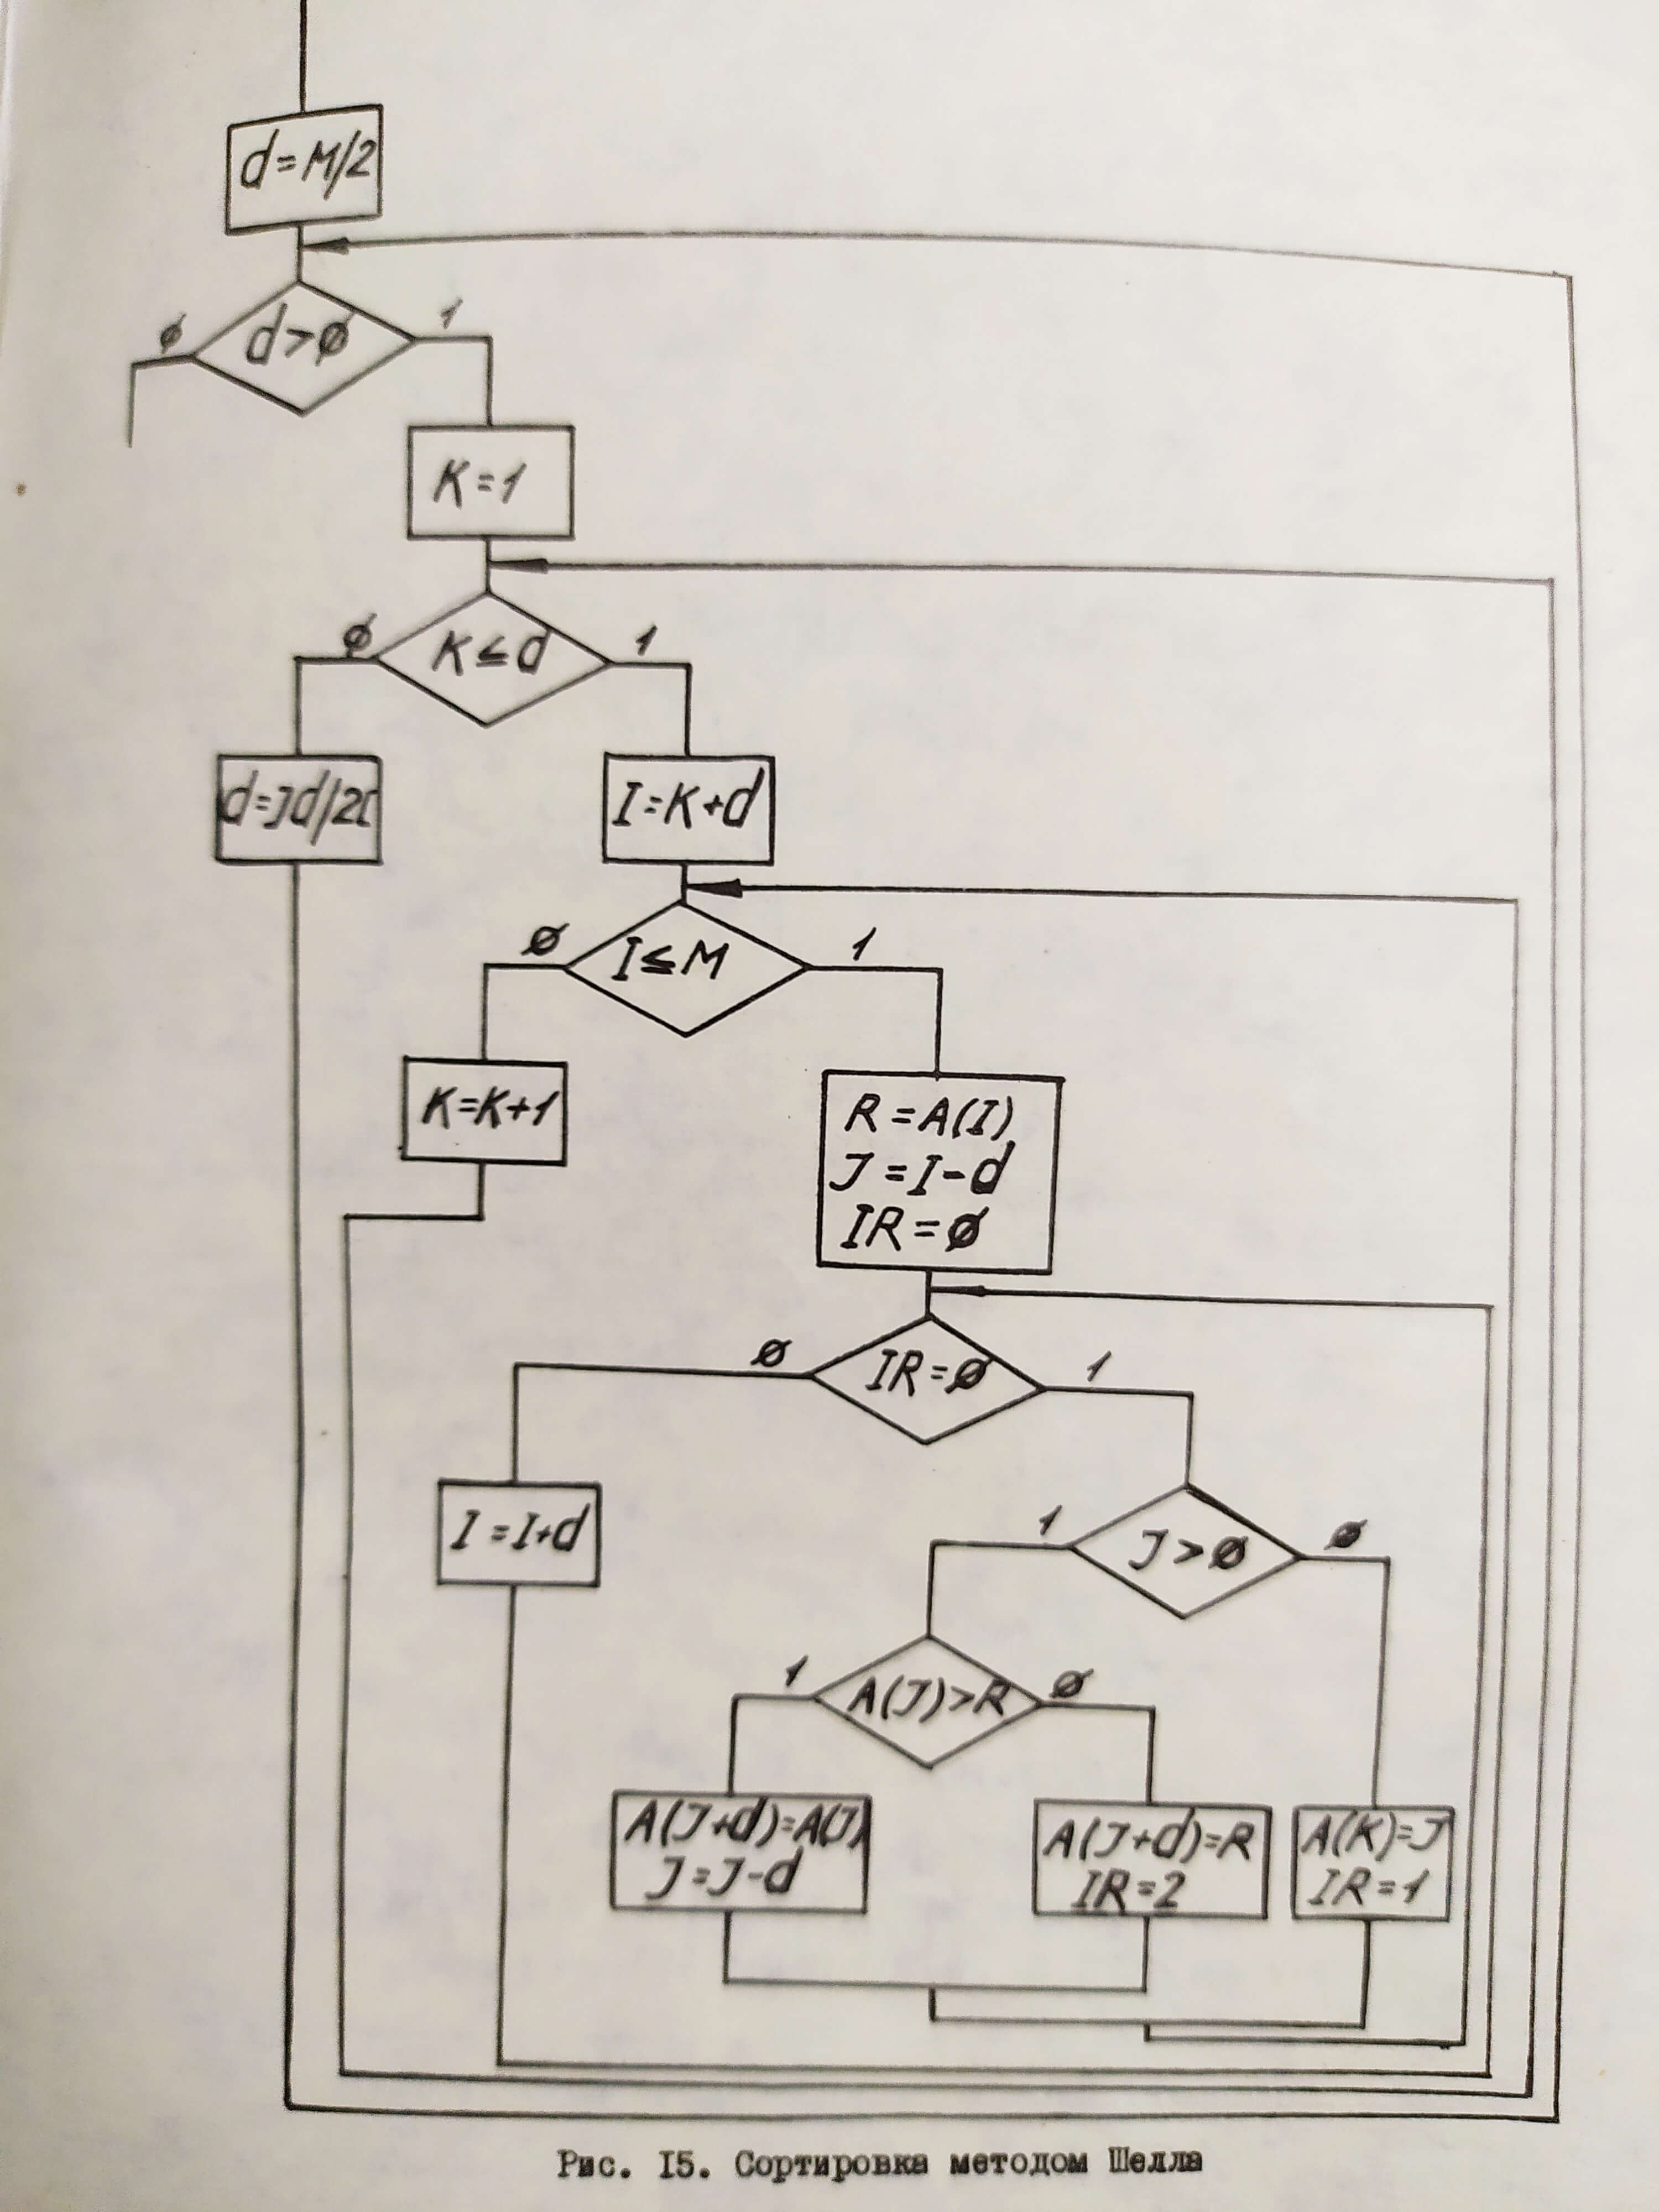 d=M/2
d>∅
∅
1
K=1
K≤d
∅
1
d=]d/2[
I=K+d
I≤M
∅
1
K=K+1
R=A(I)
J=I-d
IR=∅
IR=∅
∅
1
I=I+d
J>∅
1
∅
A(J)>R
1
∅
A(J+d)=A(J)
J=J-d
A(J+d)=R
IR=2
A(K)=J
IR=1
Рис. I5. Сортировка методом Шелла